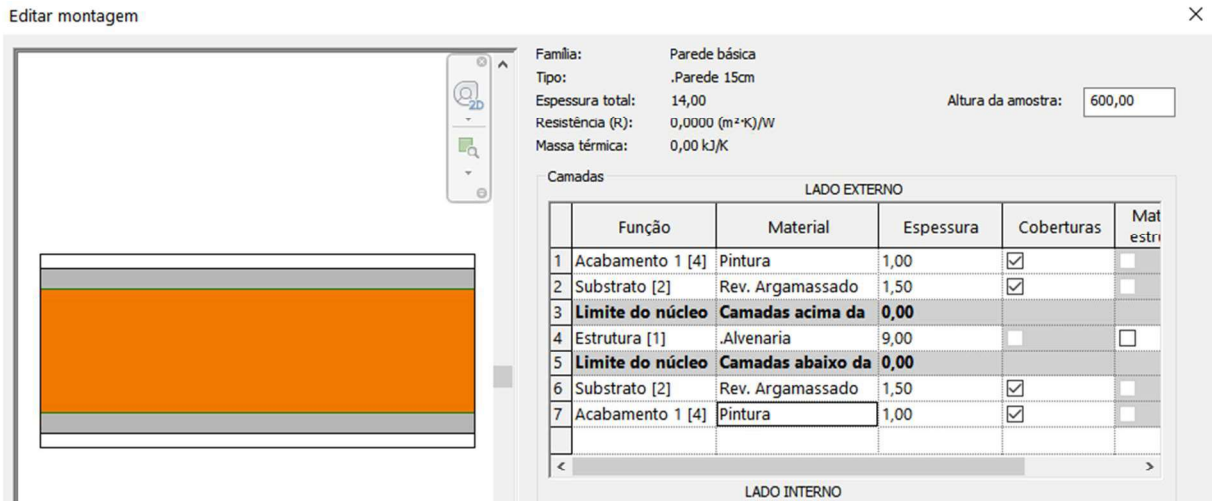 Editar montagem
2D
Família: Parede básica
Tipo: .Parede 15cm
Espessura total: 14,00 Altura da amostra: 600,00
Resistência (R): 0,0000 (m²·K)/W
Massa térmica: 0,00 kJ/K
Camadas
LADO EXTERNO
Função Material Espessura Coberturas Mat
estru
1 Acabamento 1 [4] Pintura 1,00
2 Substrato [2] Rev. Argamassado 1,50
3 Limite do núcleo Camadas acima da 0,00
4 Estrutura [1] .Alvenaria 9,00
5 Limite do núcleo Camadas abaixo da 0,00
6 Substrato [2] Rev. Argamassado 1,50
7 Acabamento 1 [4] Pintura 1,00
LADO INTERNO